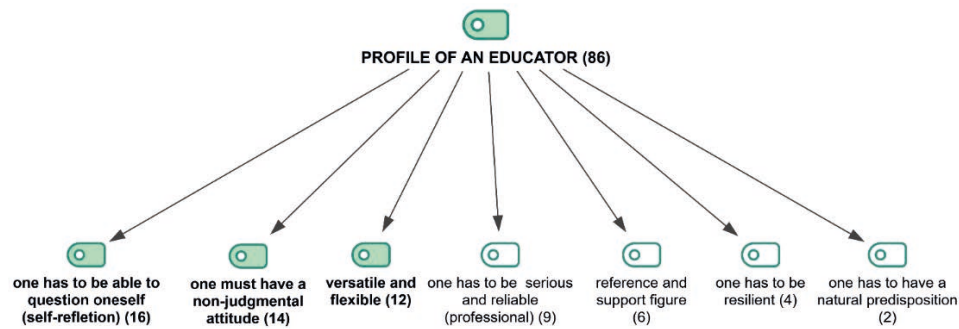 PROFILE OF AN EDUCATOR (86)
one has to be able to
question oneself
(self-refletion) (16)
one must have a
non-judgmental
attitude (14)
versatile and
flexible (12)
one has to be serious
and reliable
(professional) (9)
reference and
support figure
(6)
one has to be
resilient (4)
one has to have a
natural predisposition
(2)